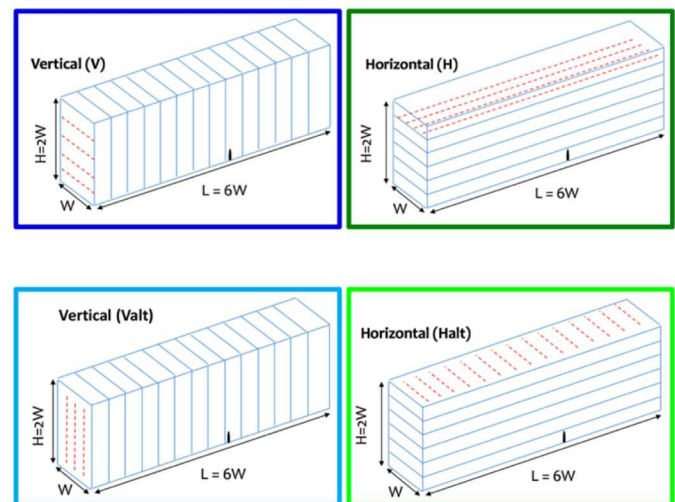 Vertical (V)
H=2W
W
L = 6W
Horizontal (H)
H=2W
W
L = 6W
Vertical (Valt)
H=2W
W
L = 6W
Horizontal (Halt)
H=2W
W
L = 6W